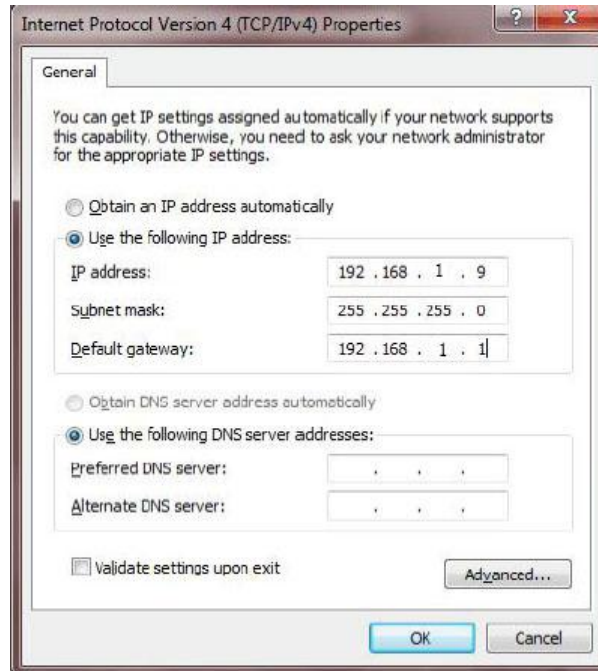 Internet Protocol Version 4 (TCP/IPv4) Properties
? X
General
You can get IP settings assigned automatically if your network supports
this capability. Otherwise, you need to ask your network administrator
for the appropriate IP settings.
Obtain an IP address automatically
Use the following IP address:
IP address: 192 . 168 . 1 . 9
Subnet mask: 255 . 255 . 255 . 0
Default gateway: 192 . 168 . 1 . 1
Obtain DNS server address automatically
Use the following DNS server addresses:
Preferred DNS server: . . .
Alternate DNS server: . . .
Validate settings upon exit
Advanced...
OK Cancel